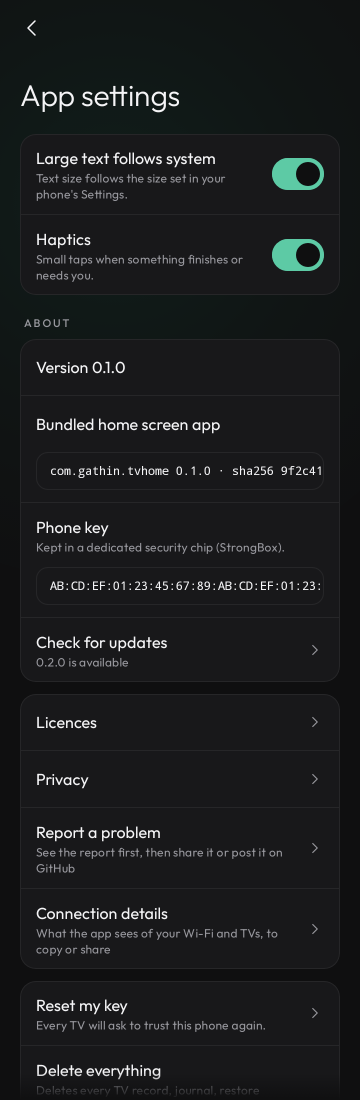 App settings
Large text follows system
Text size follows the size set in your
phone's Settings.
Haptics
Small taps when something finishes or
needs you.
ABOUT
Version 0.1.0
Bundled home screen app
com.gathin.tvhome 0.1.0 · sha256 9f2c41
Phone key
Kept in a dedicated security chip (StrongBox).
AB:CD:EF:01:23:45:67:89:AB:CD:EF:01:23:
Check for updates
0.2.0 is available
Licences
Privacy
Report a problem
See the report first, then share it or post it on
GitHub
Connection details
What the app sees of your Wi-Fi and TVs, to
copy or share
Reset my key
Every TV will ask to trust this phone again.
Delete everything
Deletes every TV record, journal, restore